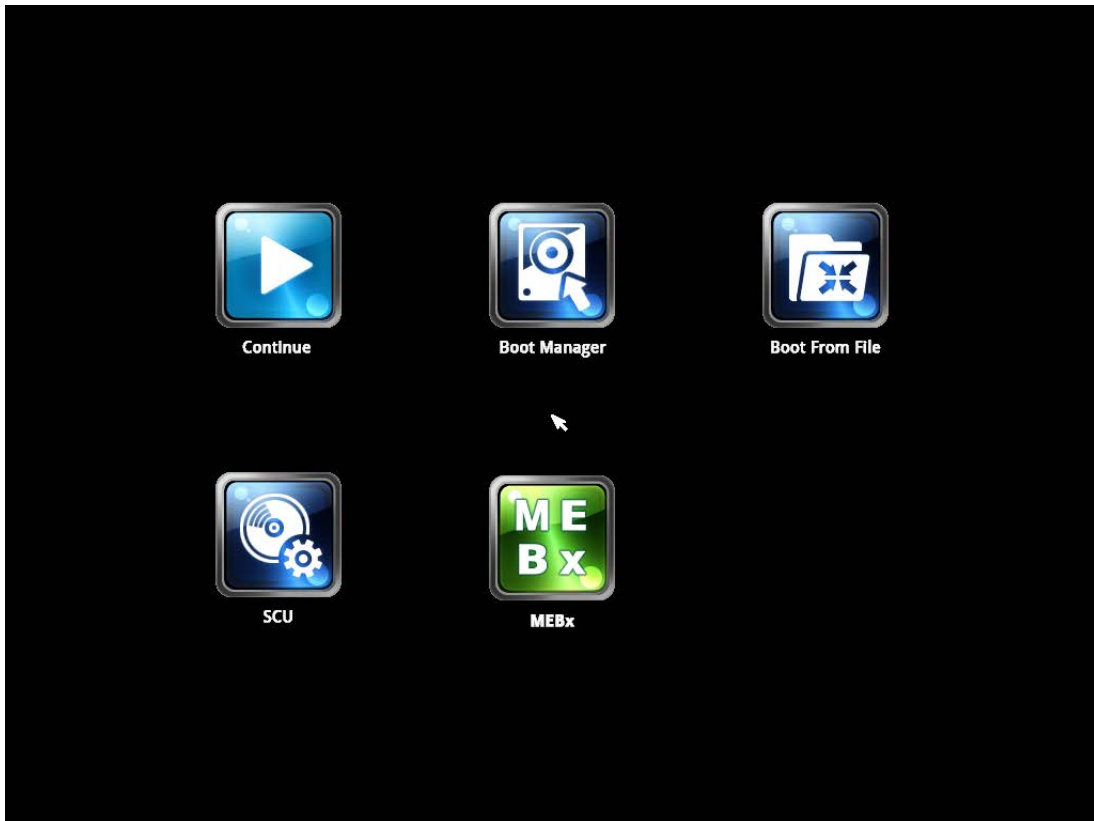 Continue
Boot Manager
Boot From File
M E
B x
SCU
MEBx